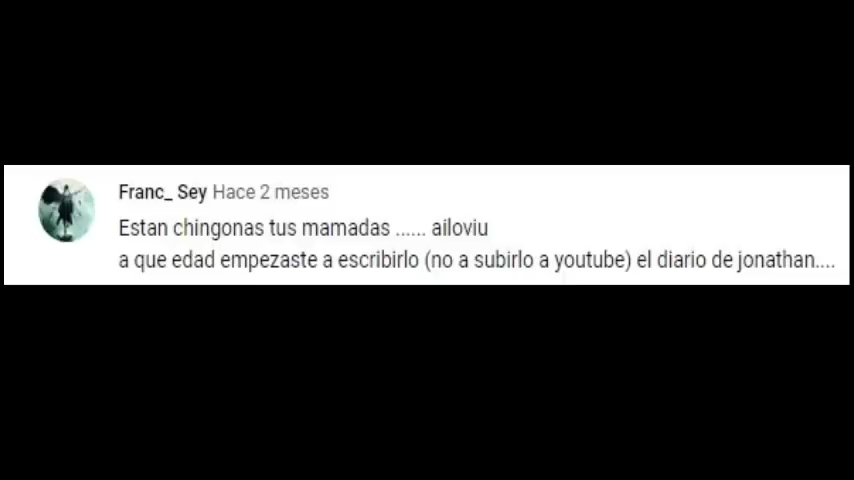 Franc_ Sey Hace 2 meses
Estan chingonas tus mamadas ...... ailoviu
a que edad empezaste a escribirlo (no a subirlo a youtube) el diario de jonathan....